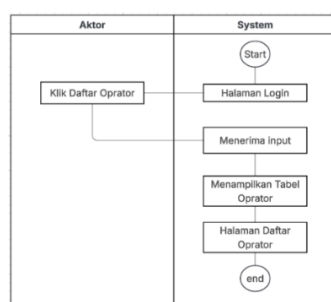 Aktor
System
Start
Klik Daftar Oprator
Halaman Login
Menerima input
Menampilkan Tabel
Oprator
Halaman Daftar
Oprator
end